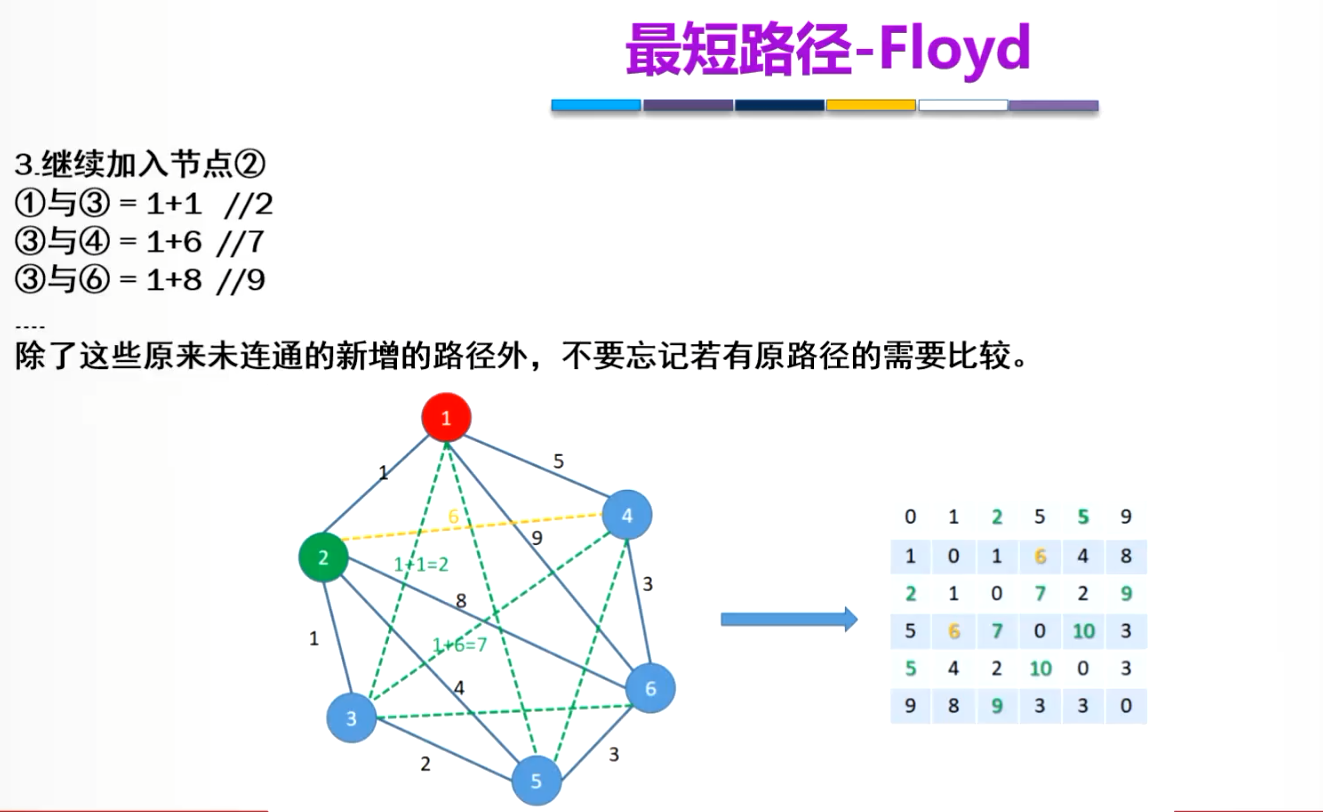 最短路径-Floyd
3.继续加入节点②
①与③ = 1+1 //2
③与④ = 1+6 //7
③与⑥ = 1+8 //9
----
除了这些原来未连通的新增的路径外，不要忘记若有原路径的需要比较。
1
1
5
6
4
9
2
1+1=2
3
8
1
1+6=7
4
6
3
2
3
5
0 1 2 5 5 9
1 0 1 6 4 8
2 1 0 7 2 9
5 6 7 0 10 3
5 4 2 10 0 3
9 8 9 3 3 0